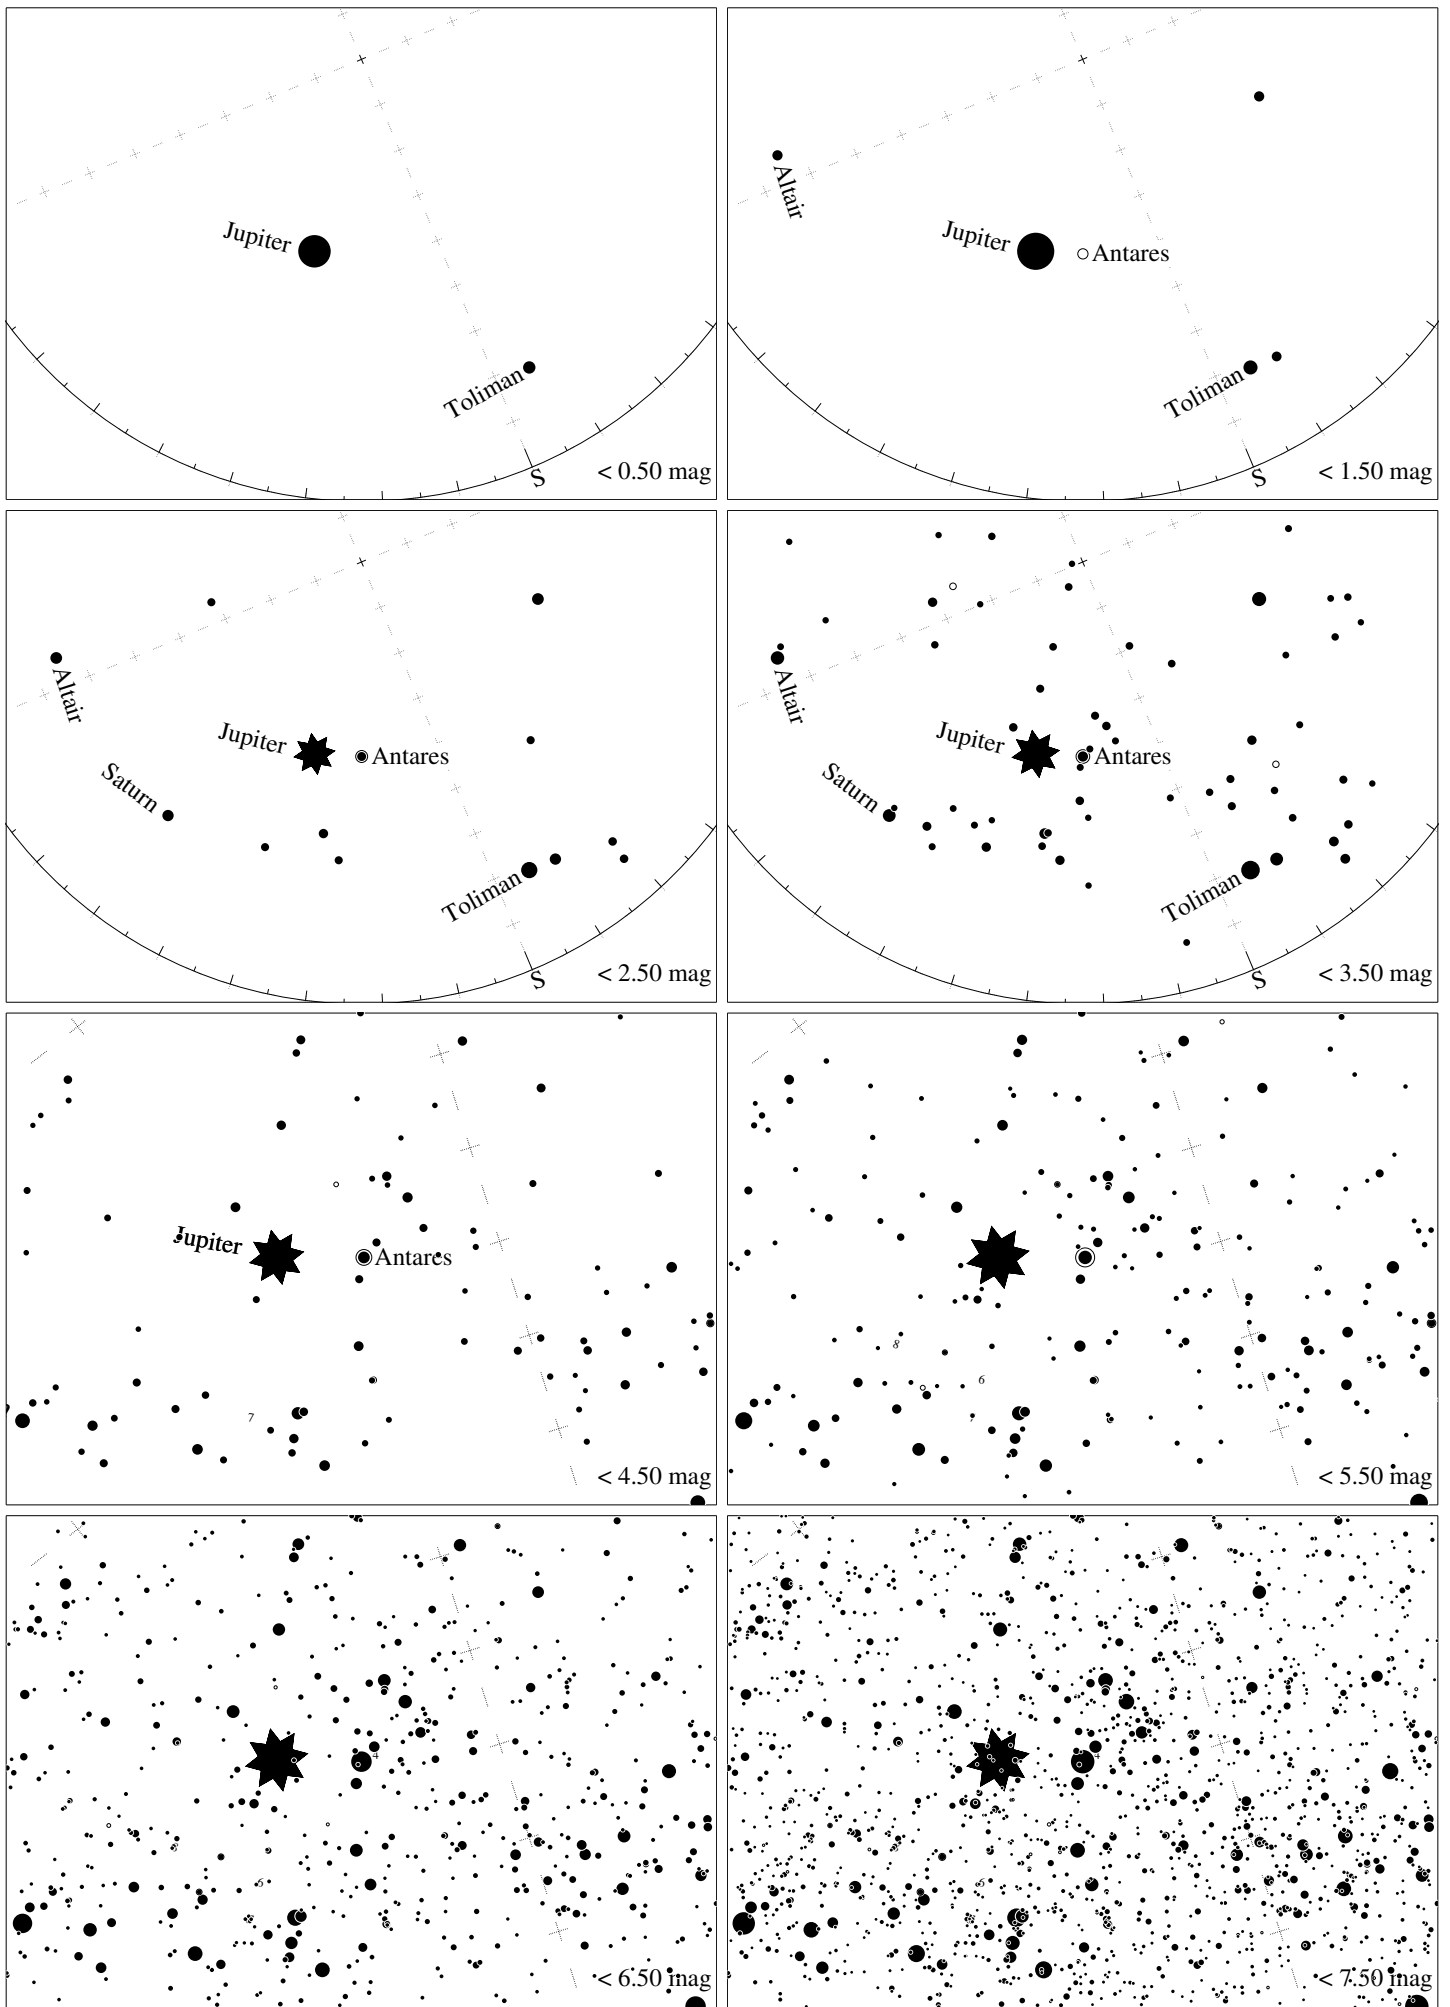 Jupiter
Toliman
S
< 0.50 mag
Altair
Jupiter
Antares
Toliman
S
< 1.50 mag
Altair
Jupiter
Antares
Saturn
Toliman
S
< 2.50 mag
Altair
Jupiter
Antares
Saturn
Toliman
S
< 3.50 mag
Jupiter
Antares
7
< 4.50 mag
8
6
< 5.50 mag
4
6
< 6.50 mag
< 7.50 mag